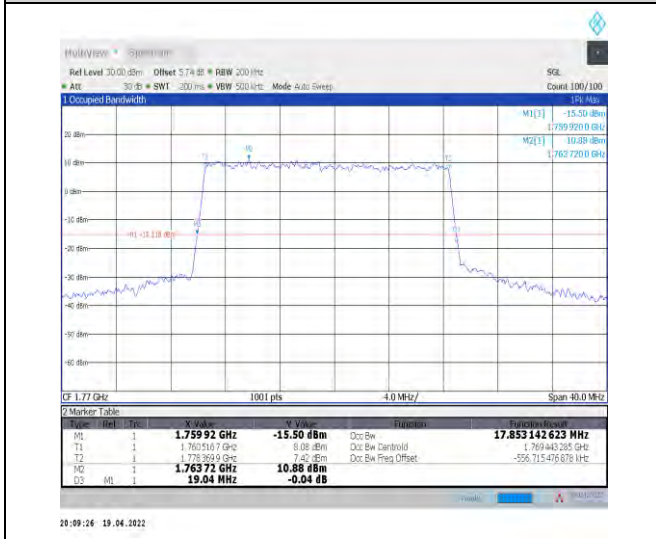 MultiView Spectrum
Ref Level 30.00 dBm Offset 5.74 dB RBW 200 kHz SGL
Att 30 dB SWT 200 ms VBW 500 kHz Mode Auto Sweep Count 100/100
1 Occupied Bandwidth 1Pk Max
M1[1] -15.50 dBm
1.759 920 0 GHz
M2[1] 10.88 dBm
1.763 720 0 GHz
20 dBm
10 dBm
0 dBm
-10 dBm
-20 dBm
-30 dBm
-40 dBm
-50 dBm
-60 dBm
CF 1.77 GHz 1001 pts 4.0 MHz/ Span 40.0 MHz
2 Marker Table
Type Ref Trc X-Value Y-Value Function Function Result
M1 1 1.759 92 GHz -15.50 dBm Occ Bw 17.853 142 623 MHz
T1 1 1.760 516 7 GHz 8.08 dBm Occ Bw Centroid 1.769 443 285 GHz
T2 1 1.778 369 9 GHz 7.42 dBm Occ Bw Freq Offset -556.715 476 878 kHz
M2 1 1.763 72 GHz 10.88 dBm
D3 M1 1 19.04 MHz -0.04 dB
20:09:26 19.04.2022